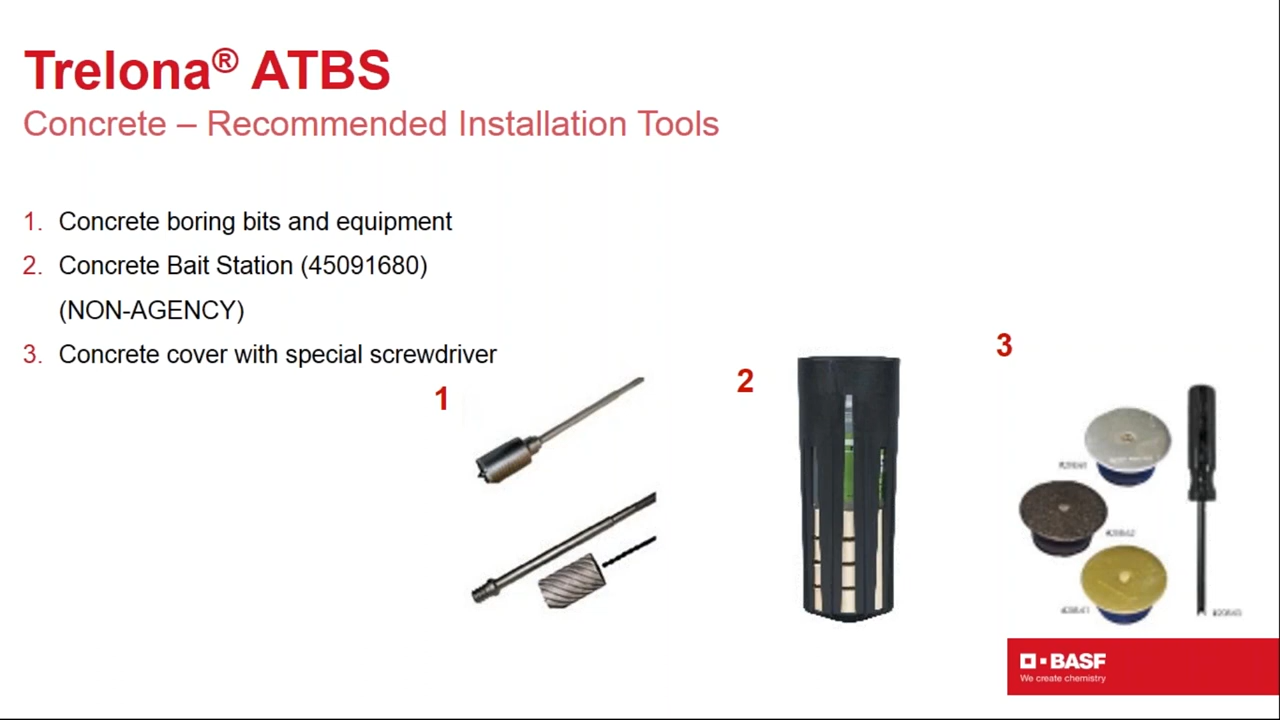 Trelona® ATBS
Concrete – Recommended Installation Tools
1. Concrete boring bits and equipment
2. Concrete Bait Station (45091680)
(NON-AGENCY)
3. Concrete cover with special screwdriver
1
2
3
BASF
We create chemistry